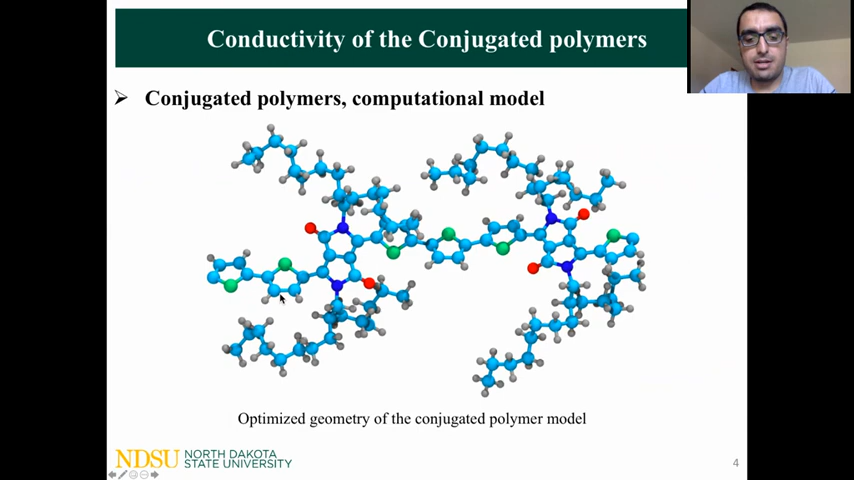 Conductivity of the Conjugated polymers
Conjugated polymers, computational model
Optimized geometry of the conjugated polymer model
NDSU NORTH DAKOTA
STATE UNIVERSITY
4